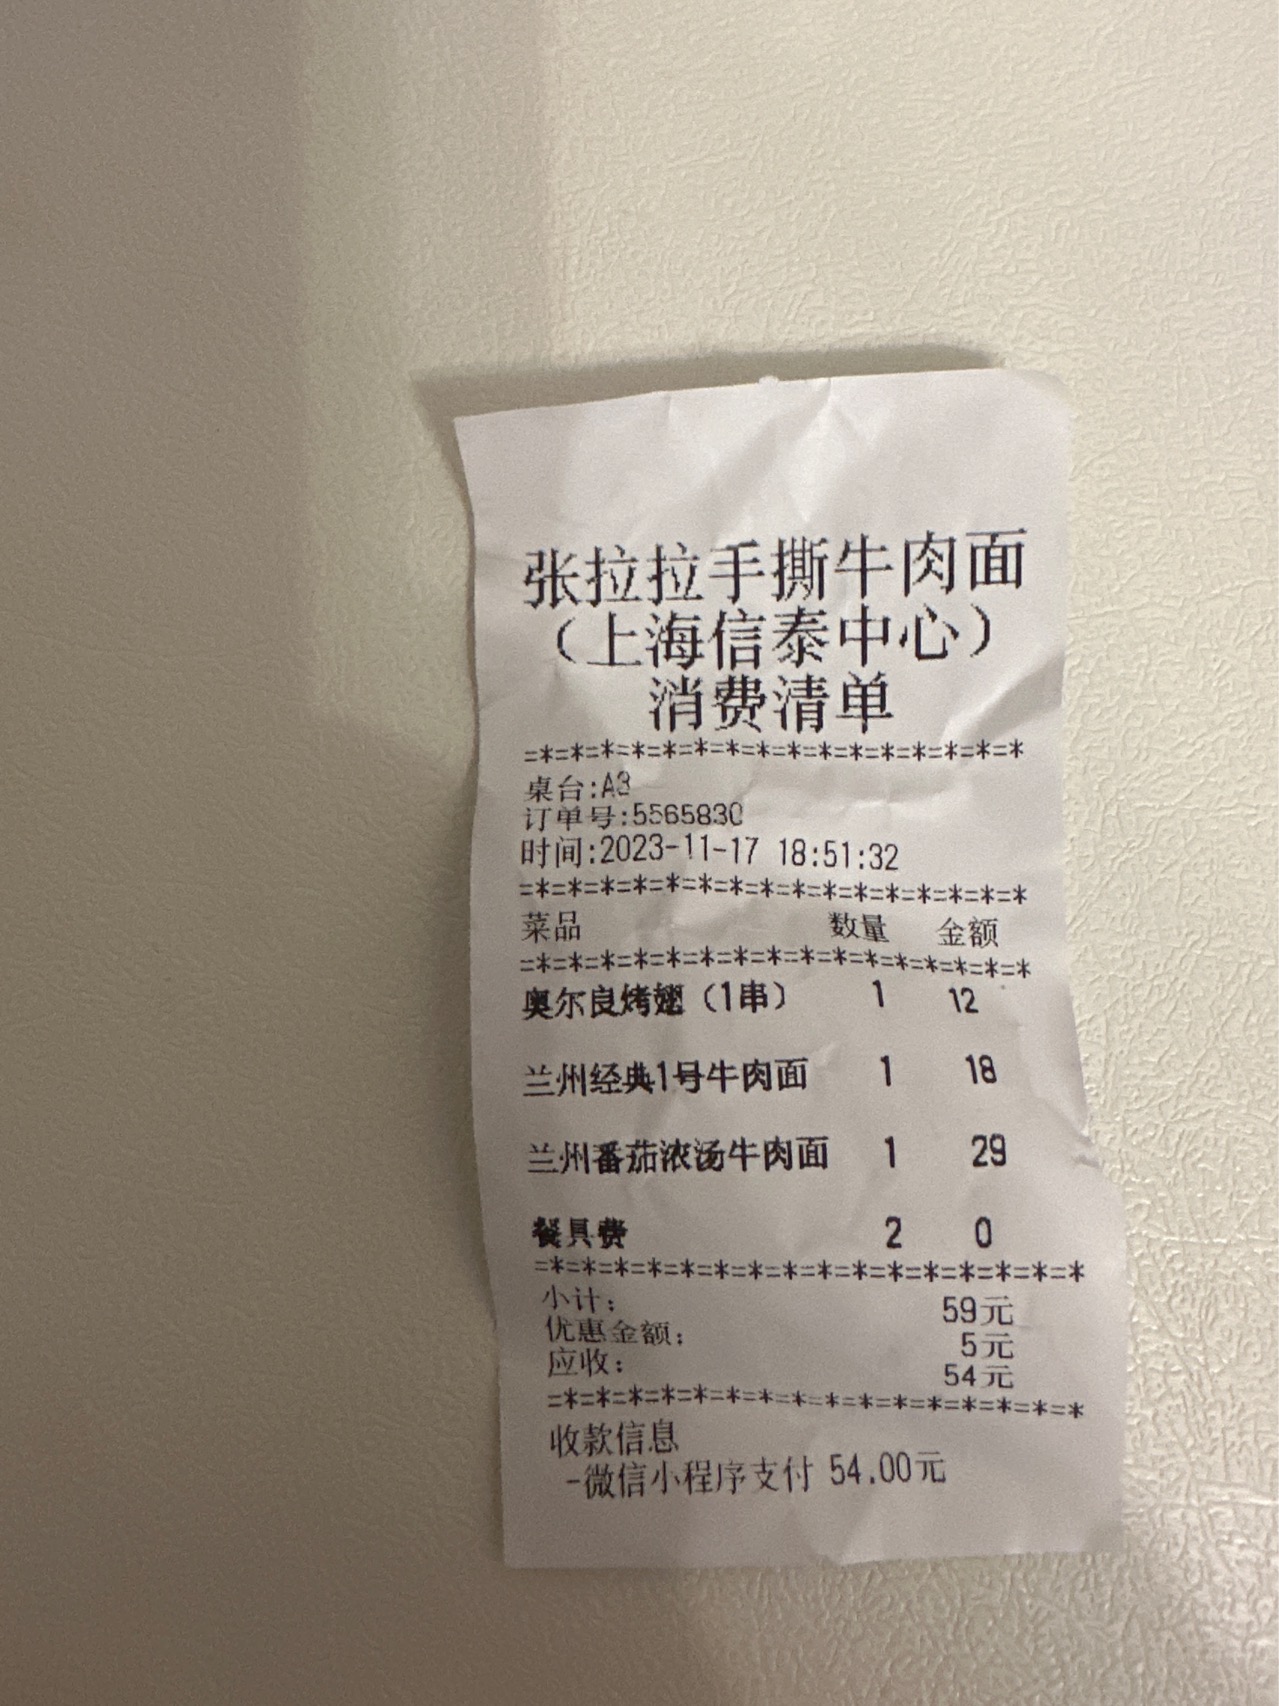 张拉拉手撕牛肉面
（上海信泰中心）
消费清单
=*=*=*=*=*=*=*=*=*=*=*=*=*=*=*=*
桌台:A3
订单号:5565830
时间:2023-11-17 18:51:32
=*=*=*=*=*=*=*=*=*=*=*=*=*=*=*=*
菜品 数量 金额
=*=*=*=*=*=*=*=*=*=*=*=*=*=*=*=*
奥尔良烤翅（1串） 1 12
兰州经典1号牛肉面 1 18
兰州番茄浓汤牛肉面 1 29
餐具费 2 0
=*=*=*=*=*=*=*=*=*=*=*=*=*=*=*=*
小计： 59元
优惠金额： 5元
应收： 54元
=*=*=*=*=*=*=*=*=*=*=*=*=*=*=*=*
收款信息
-微信小程序支付 54.00元